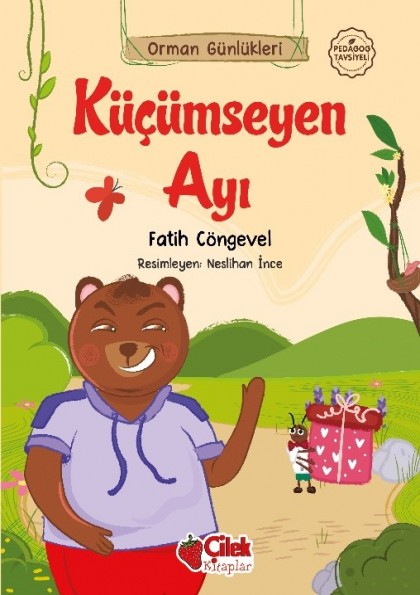 Orman Günlükleri
PEDAGOG
TAVSİYELİ
Küçümseyen
Ayı
Fatih Cöngevel
Resimleyen: Neslihan İnce
Çilek
Kitaplar